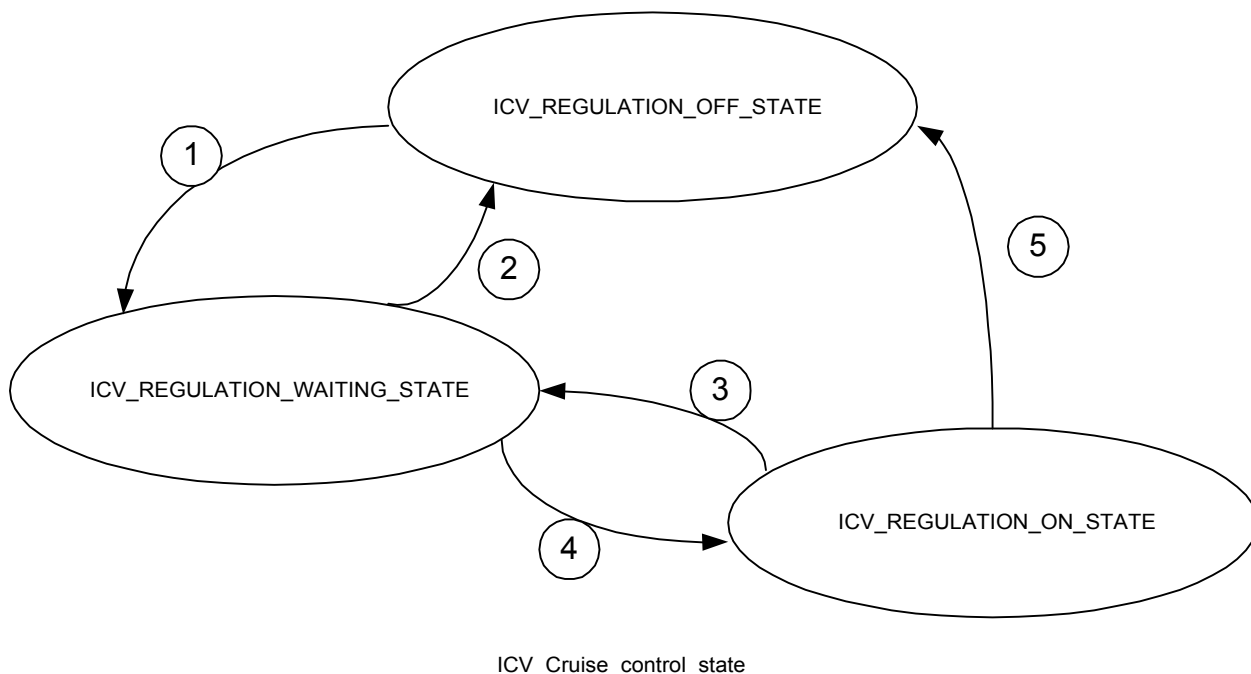 ICV_REGULATION_OFF_STATE
1
2
5
ICV_REGULATION_WAITING_STATE
3
ICV_REGULATION_ON_STATE
4
ICV Cruise control state